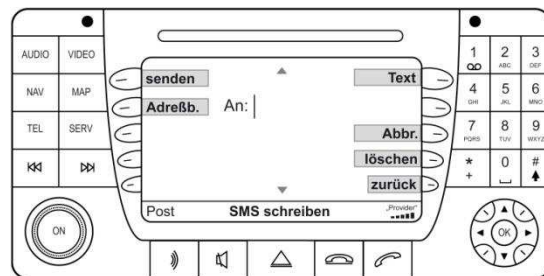 AUDIO VIDEO
NAV MAP
TEL SERV
ON
senden
Adreßb.
An:
Text
Abbr.
löschen
zurück
Post SMS schreiben „Provider“
1 2 ABC 3 DEF
4 GHI 5 JKL 6 MNO
7 PQRS 8 TUV 9 WXYZ
* + 0 #
OK